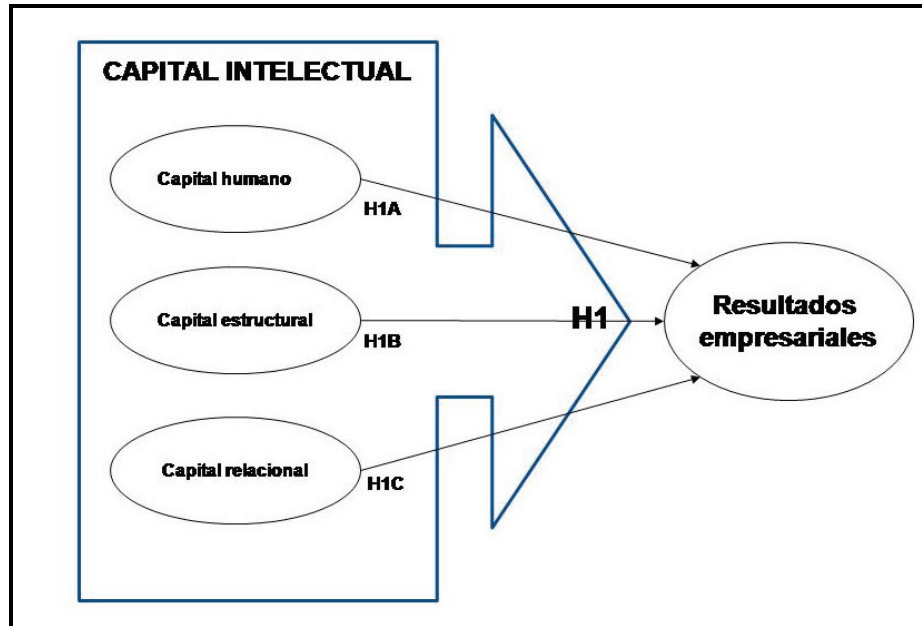 CAPITAL INTELECTUAL
Capital humano
H1A
Capital estructural
H1B
H1
Resultados
empresariales
Capital relacional
H1C